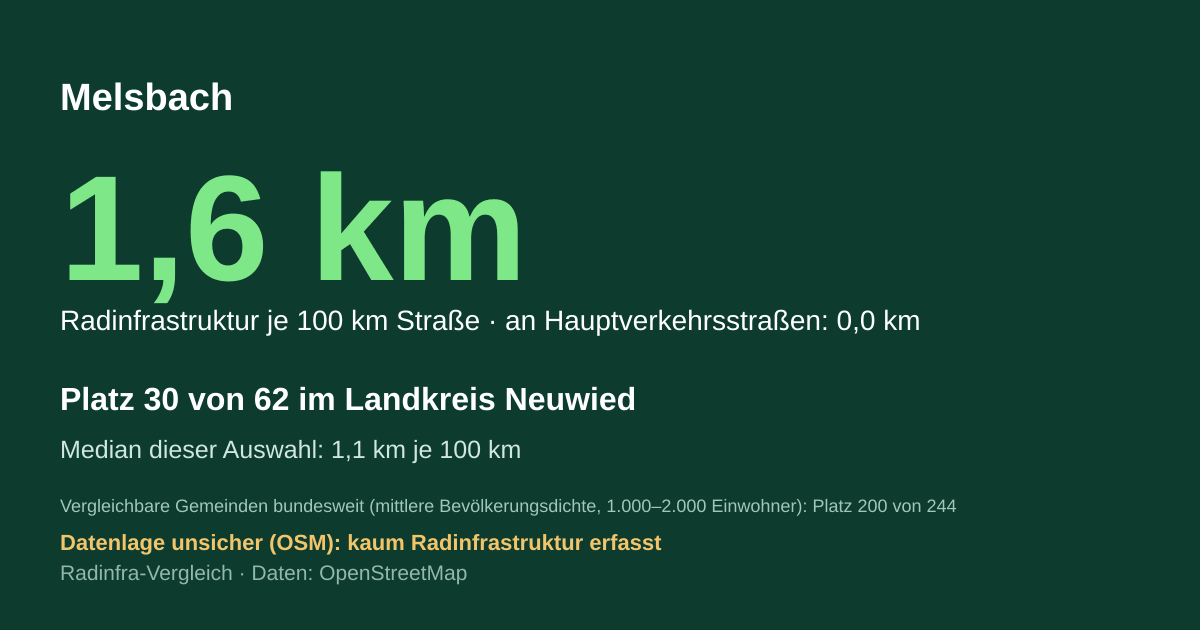 Melsbach
1,6 km
Radinfrastruktur je 100 km Straße · an Hauptverkehrsstraßen: 0,0 km
Platz 30 von 62 im Landkreis Neuwied
Median dieser Auswahl: 1,1 km je 100 km
Vergleichbare Gemeinden bundesweit (mittlere Bevölkerungsdichte, 1.000–2.000 Einwohner): Platz 200 von 244
Datenlage unsicher (OSM): kaum Radinfrastruktur erfasst
Radinfra-Vergleich · Daten: OpenStreetMap